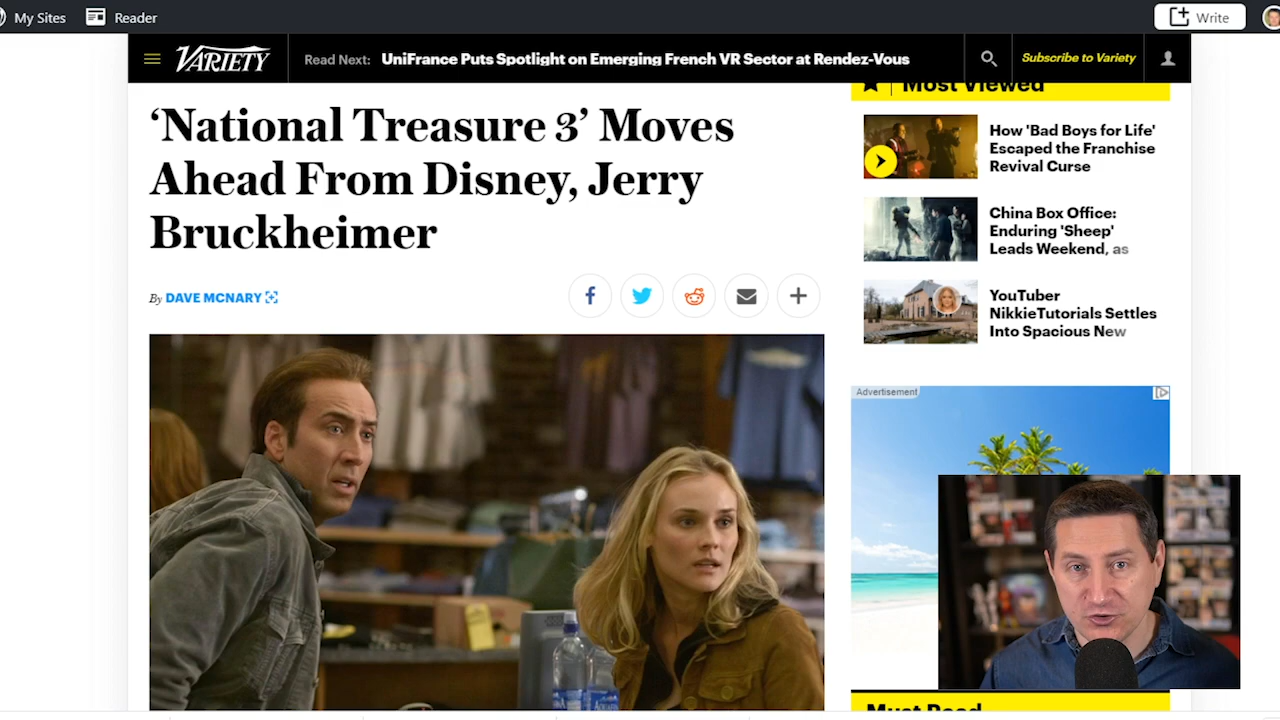 My Sites
Reader
Write
VARIETY
Read Next: UniFrance Puts Spotlight on Emerging French VR Sector at Rendez-Vous
Subscribe to Variety
‘National Treasure 3’ Moves
Ahead From Disney, Jerry
Bruckheimer
By DAVE MCNARY
Most Viewed
How 'Bad Boys for Life'
Escaped the Franchise
Revival Curse
China Box Office:
Enduring 'Sheep'
Leads Weekend, as
YouTuber
NikkieTutorials Settles
Into Spacious New
Advertisement
Must Read